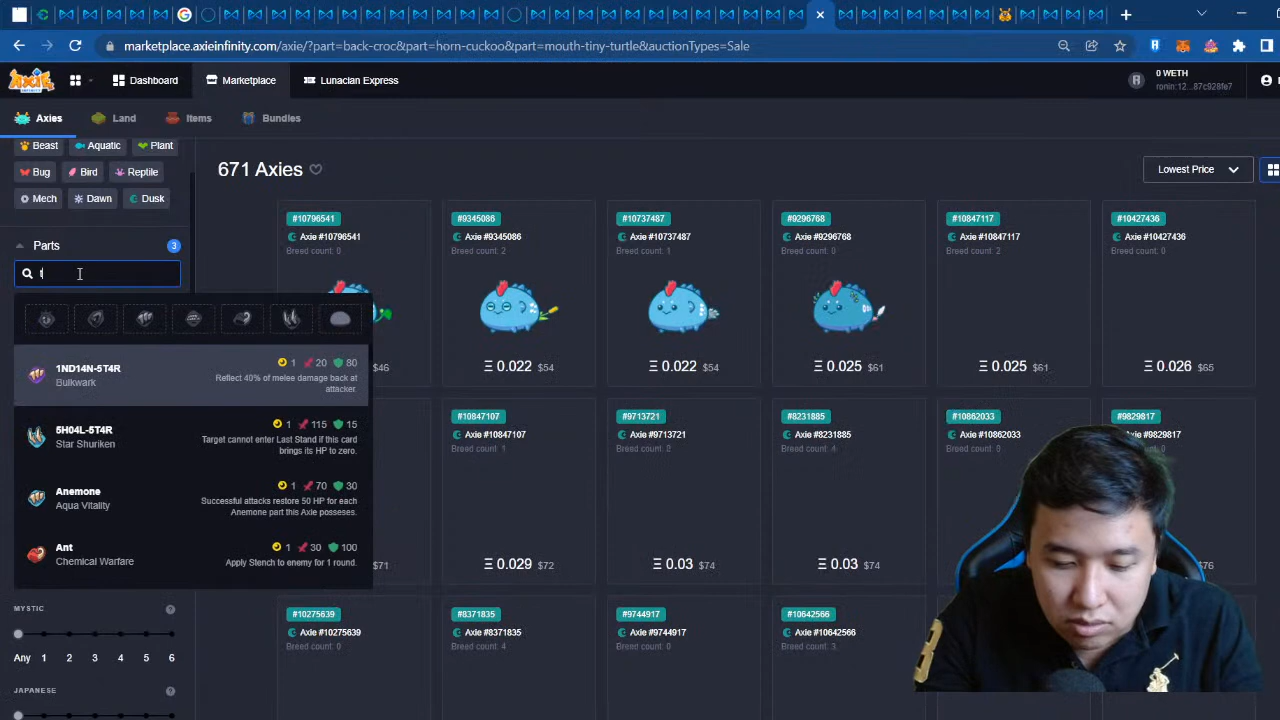 marketplace.axieinfinity.com/axie/?part=back-croc&part=horn-cuckoo&part=mouth-tiny-turtle&auctionTypes=Sale
Dashboard
Marketplace
Lunacian Express
0 WETH
ronin:12...87c928fe7
Axies
Land
Items
Bundles
Beast
Aquatic
Plant
Bug
Bird
Reptile
Mech
Dawn
Dusk
671 Axies
Lowest Price
Parts
3
t
1ND14N-5T4R
1 20 80
Bulkwark
Reflect 40% of melee damage back at
attacker.
5H04L-5T4R
1 115 15
Star Shuriken
Target cannot enter Last Stand if this card
brings its HP to zero.
Anemone
1 70 30
Aqua Vitality
Successful attacks restore 50 HP for each
Anemone part this Axie posseses.
Ant
1 30 100
Chemical Warfare
Apply Stench to enemy for 1 round.
MYSTIC
Any 1 2 3 4 5 6
JAPANESE
#10796541
Axie #10796541
Breed count: 0
$46
#9345086
Axie #9345086
Breed count: 2
Ξ 0.022 $54
#10737487
Axie #10737487
Breed count: 1
Ξ 0.022 $54
#9296768
Axie #9296768
Breed count: 0
Ξ 0.025 $61
#10847117
Axie #10847117
Breed count: 2
Ξ 0.025 $61
#10427436
Axie #10427436
Breed count: 0
Ξ 0.026 $65
$71
#10847107
Axie #10847107
Breed count: 1
Ξ 0.029 $72
#9713721
Axie #9713721
Breed count: 2
Ξ 0.03 $74
#8231885
Axie #8231885
Breed count: 4
Ξ 0.03 $74
#10862033
Axie #10862033
Breed count: 0
#9829817
Axie #9829817
Breed count: 0
$76
#10275639
Axie #10275639
Breed count: 0
#8371835
Axie #8371835
Breed count: 4
#9744917
Axie #9744917
Breed count: 0
#10642566
Axie #10642566
Breed count: 3